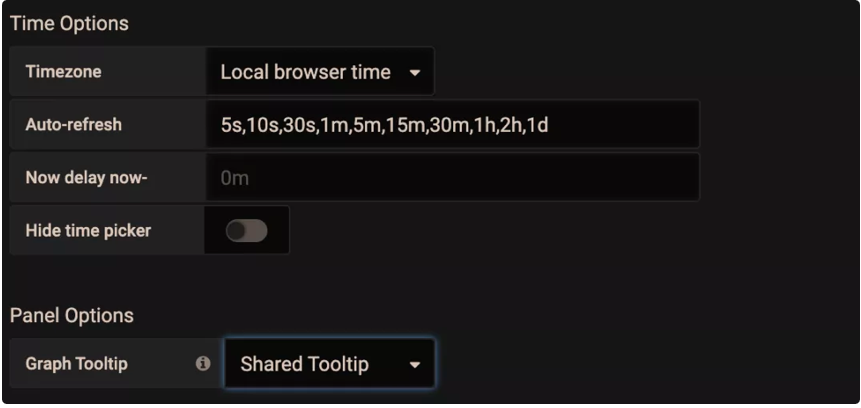 Time Options
Timezone Local browser time
Auto-refresh 5s,10s,30s,1m,5m,15m,30m,1h,2h,1d
Now delay now- 0m
Hide time picker
Panel Options
Graph Tooltip Shared Tooltip